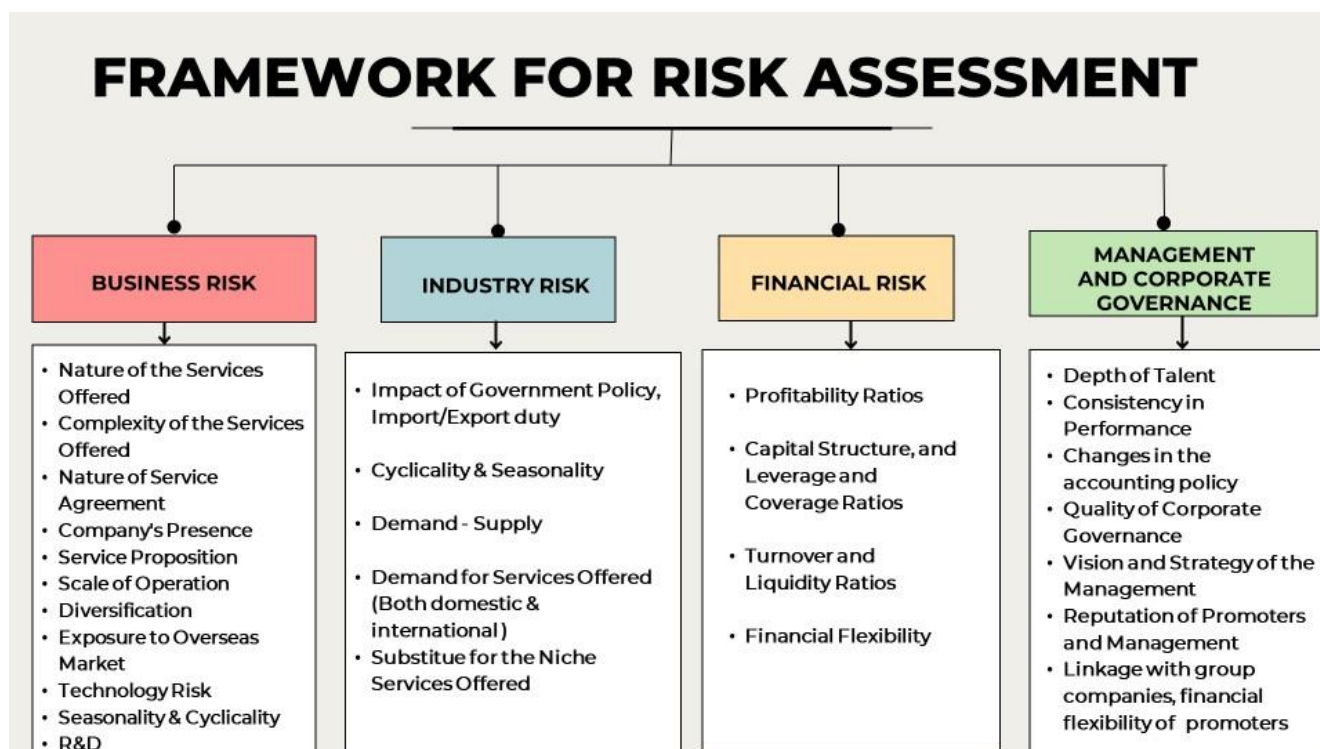 FRAMEWORK FOR RISK ASSESSMENT
BUSINESS RISK
• Nature of the Services
Offered
• Complexity of the Services
Offered
• Nature of Service
Agreement
• Company's Presence
• Service Proposition
• Scale of Operation
• Diversification
• Exposure to Overseas
Market
• Technology Risk
• Seasonality & Cyclicality
• R&D
INDUSTRY RISK
• Impact of Government Policy,
Import/Export duty
• Cyclicality & Seasonality
• Demand - Supply
• Demand for Services Offered
(Both domestic &
international)
• Substitue for the Niche
Services Offered
FINANCIAL RISK
• Profitability Ratios
• Capital Structure, and
Leverage and
Coverage Ratios
• Turnover and
Liquidity Ratios
• Financial Flexibility
MANAGEMENT
AND CORPORATE
GOVERNANCE
• Depth of Talent
• Consistency in
Performance
• Changes in the
accounting policy
• Quality of Corporate
Governance
• Vision and Strategy of the
Management
• Reputation of Promoters
and Management
• Linkage with group
companies, financial
flexibility of promoters